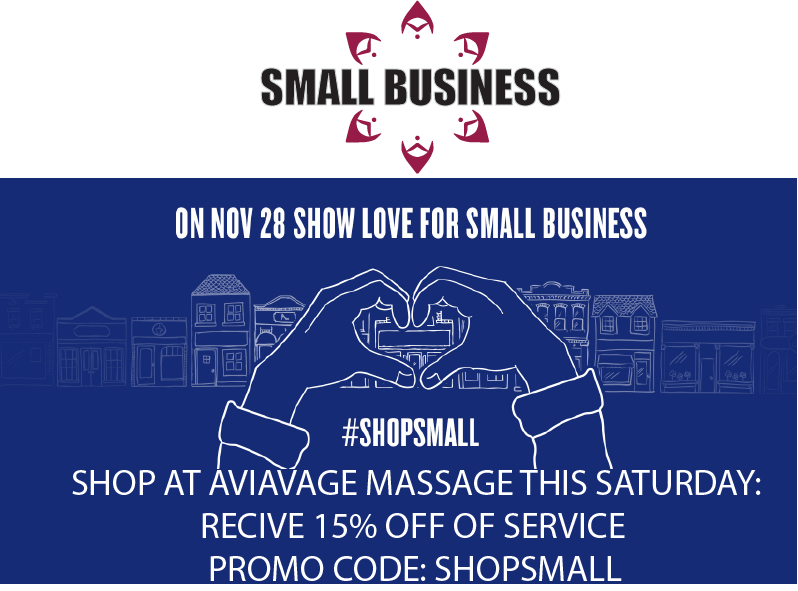 SMALL BUSINESS
ON NOV 28 SHOW LOVE FOR SMALL BUSINESS
#SHOPSMALL
SHOP AT AVIAVAGE MASSAGE THIS SATURDAY:
RECIVE 15% OFF OF SERVICE
PROMO CODE: SHOPSMALL